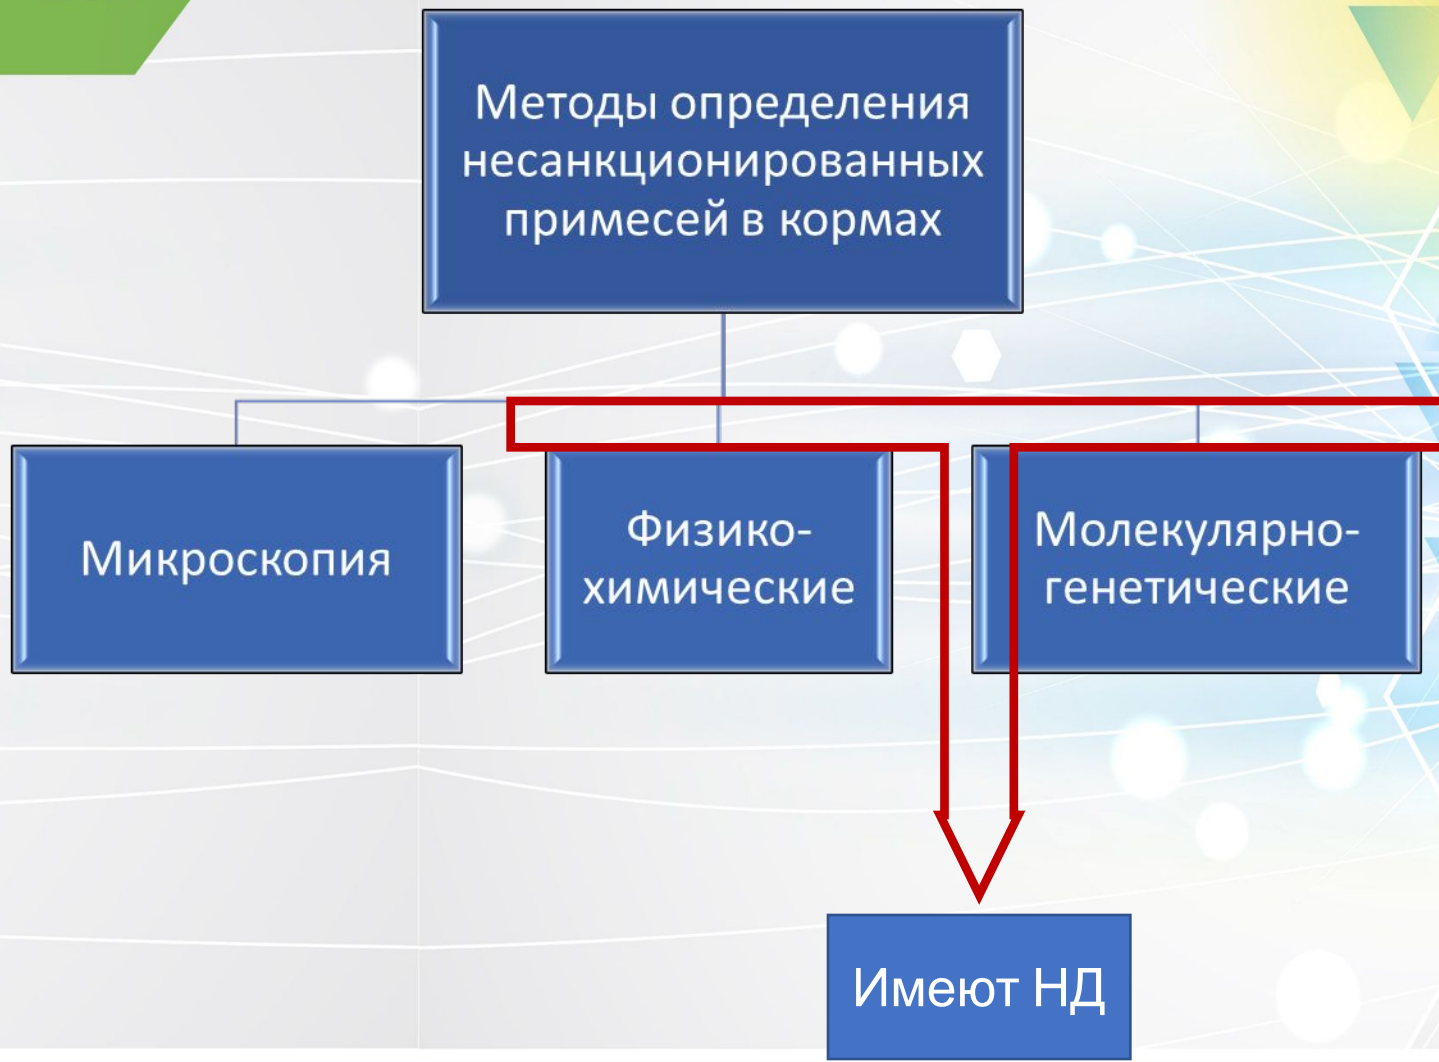 Методы определения
несанкционированных
примесей в кормах
Микроскопия
Физико-
химические
Молекулярно-
генетические
Имеют НД